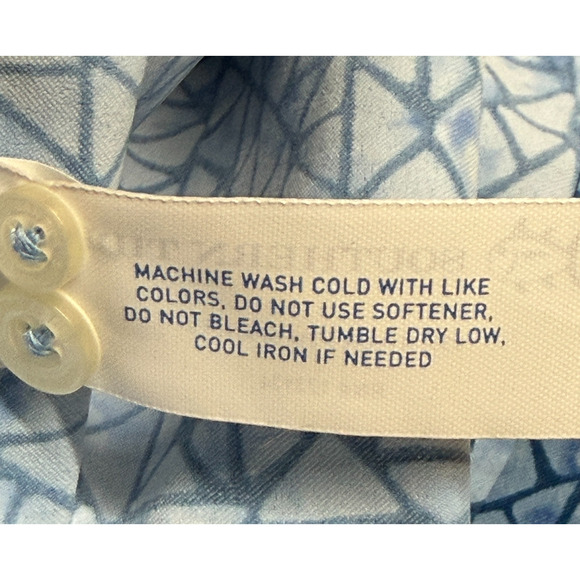 MACHINE WASH COLD WITH LIKE
COLORS, DO NOT USE SOFTENER,
DO NOT BLEACH, TUMBLE DRY LOW,
COOL IRON IF NEEDED